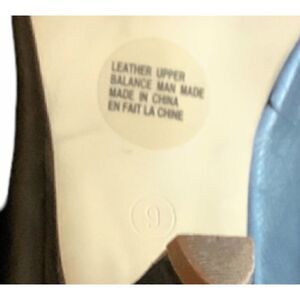 LEATHER UPPER
BALANCE MAN MADE
MADE IN CHINA
EN FAIT LA CHINE
9